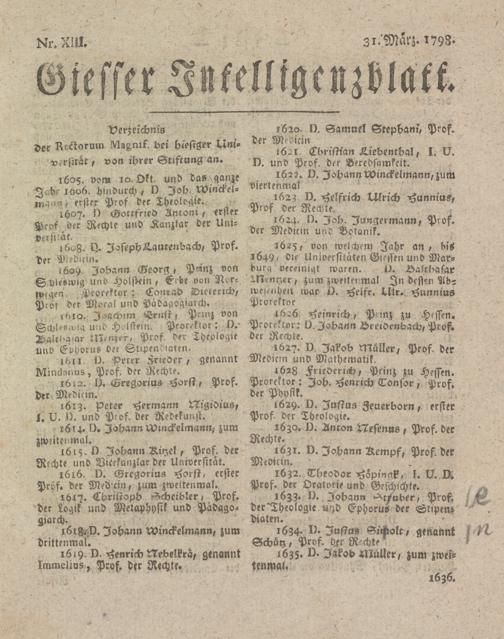 Nr. XIII.
31. März. 1798.
Giesser Intelligenzblatt.
Verzeichnis
der Rectorum Magnif. bei hiesiger Uni-
versität, von ihrer Stiftung an.
1605. vom 10. Okt. und das ganze
Jahr 1606. hindurch, D. Joh. Winckel-
mann, erster Prof. der Theologie.
1607. D. Gottfried Antoni, erster
Prof. der Rechte und Kanzlar der Uni-
versität.
1608. D. Joseph Lautenbach, Prof.
der Medicin.
1609. Johann Georg, Prinz von
Schleswig und Holstein, Erbe von Nor-
wegen. Prorektor: Conrad Dieterich,
Prof der Moral und Pädagogiarch.
1610. Joachim Ernst, Prinz von
Schleswig und Holstein. Prorektor: D.
Balthasar Menzer, Prof. der Theologie
und Ephorus der Stipendiaten.
1611. D. Peter Frieder, genannt
Mindanus, Prof. der Rechte.
1612. D. Gregorius Horst, Prof.
der Medicin.
1613. Peter Hermann Nigidius,
I. U. D. und Prof. der Redekunst.
1614. D. Johann Winckelmann, zum
zweitenmal.
1615. D. Johann Kitzel, Prof. der
Rechte und Vicekanzlar der Universität.
1616. D. Gregorius Horst, erster
Prof. der Medicin, zum zweitenmal.
1617. Christoph Scheibler, Prof.
der Logik und Metaphysik und Pädago-
giarch.
1618. D. Johann Winckelmann, zum
drittenmal.
1619. D. Henrich Nebelkrä, genannt
Immelius, Prof. der Rechte.
1620. D. Samuel Stephani, Prof.
der Medicin
1621. Christian Liebenthal, I. U.
D. und Prof. der Beredsamkeit.
1622. D. Johann Winckelmann, zum
viertenmal
1623. D. Helfrich Ulrich Hunnius,
Prof. der Rechte.
1624. D. Joh. Jungermann, Prof.
der Medicin und Botanik.
1625, von welchem Jahr an, bis
1649, die Universitäten Giessen und Mar-
burg vereinigt waren. D. Balthasar
Menzer, zum zweitenmal In dessen Ab-
wesenheit war D. Helfr. Ulr. Hunnius
Prorektor
1626 Heinrich, Prinz zu Hessen.
Prorektor: D. Johann Breidenbach, Prof.
der Rechte.
1627. D. Jakob Müller, Prof. der
Medicin und Mathematik.
1628 Friederich, Prinz zu Hessen.
Prorektor: Joh. Henrich Tonsor, Prof.
der Physik.
1629. D. Justus Feuerborn, erster
Prof. der Theologie.
1630. D. Anton Nesenus, Prof. der
Rechte.
1631. D. Johann Kempf, Prof. der
Medicin.
1632. Theodor Höpinck, I. U. D.
Prof. der Oratorie und Geschichte.
1633. D. Johann Steuber, Prof.
der Theologie und Ephorus der Stipen-
diaten.
1634. D. Justus Sinolt, genannt
Schütz, Prof. der Rechte
1635. D. Jakob Müller, zum zwei-
tenmal.
1636.